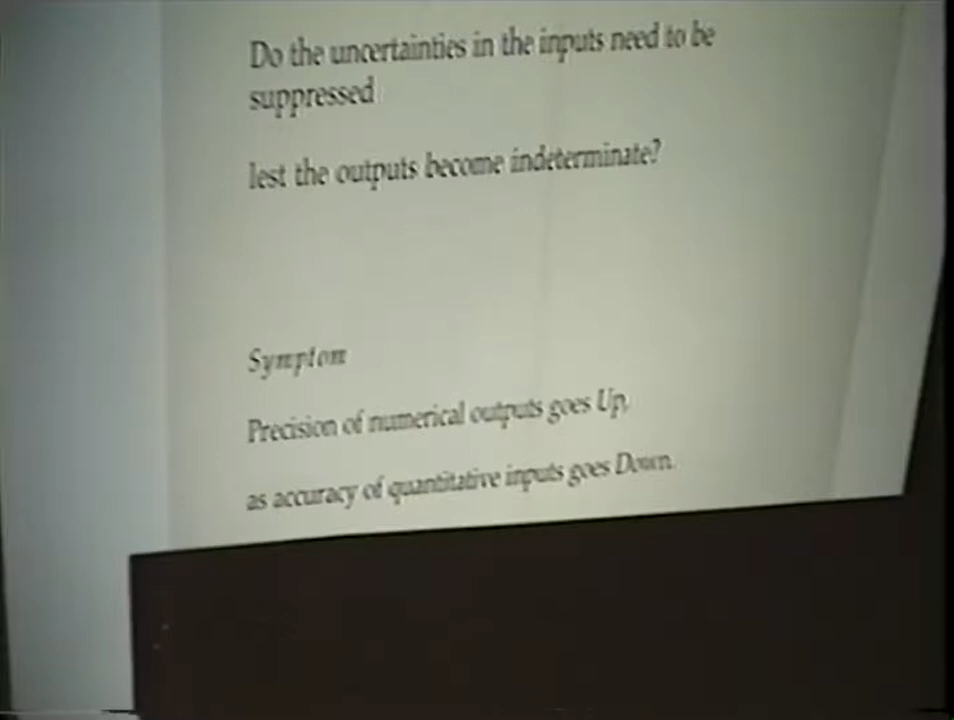 Do the uncertainties in the inputs need to be
suppressed
lest the outputs become indeterminate?
Symptom
Precision of numerical outputs goes Up,
as accuracy of quantitative inputs goes Down.